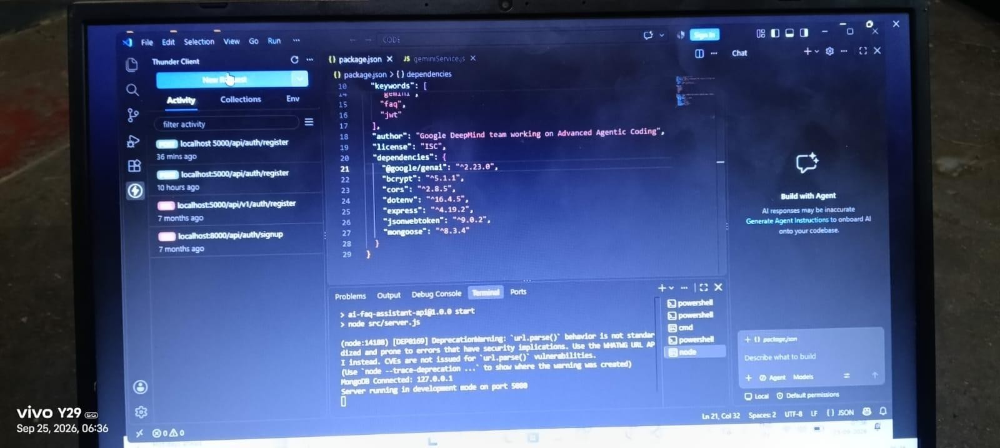 File Edit Selection View Go Run ...
CODE
Sign In
Thunder Client
New Request
Activity Collections Env
filter activity
localhost 5000/api/auth/register
36 mins ago
localhost:5000/api/auth/register
10 hours ago
localhost:5000/api/v1/auth/register
7 months ago
localhost:8000/api/auth/signup
7 months ago
{} package.json
JS geminiService.js
{} package.json > {} dependencies
10 "keywords": [
14 gemini ,
15 "faq",
16 "jwt"
17 ],
18 "author": "Google DeepMind team working on Advanced Agentic Coding",
19 "license": "ISC",
20 "dependencies": {
21 "@google/genai": "^2.23.0",
22 "bcrypt": "^5.1.1",
23 "cors": "^2.8.5",
24 "dotenv": "^16.4.5",
25 "express": "^4.19.2",
26 "jsonwebtoken": "^9.0.2",
27 "mongoose": "^8.3.4"
28 }
29 }
Problems Output Debug Console Terminal Ports
> ai-faq-assistant-api@1.0.0 start
> node src/server.js
(node:14188) [DEP0169] DeprecationWarning: `url.parse()` behavior is not standar
dized and prone to errors that have security implications. Use the WHATWG URL AP
I instead. CVEs are not issued for `url.parse()` vulnerabilities.
(Use `node --trace-deprecation ...` to show where the warning was created)
MongoDB Connected: 127.0.0.1
Server running in development mode on port 5000
powershell
powershell
cmd
powershell
node
Chat
Build with Agent
AI responses may be inaccurate
Generate Agent Instructions to onboard AI
onto your codebase.
+ {} package.json
Describe what to build
Agent Models
Local Default permissions
0 0
Ln 21, Col 32 Spaces: 2 UTF-8 LF {} JSON
vivo Y29 5G
Sep 25, 2026, 06:36